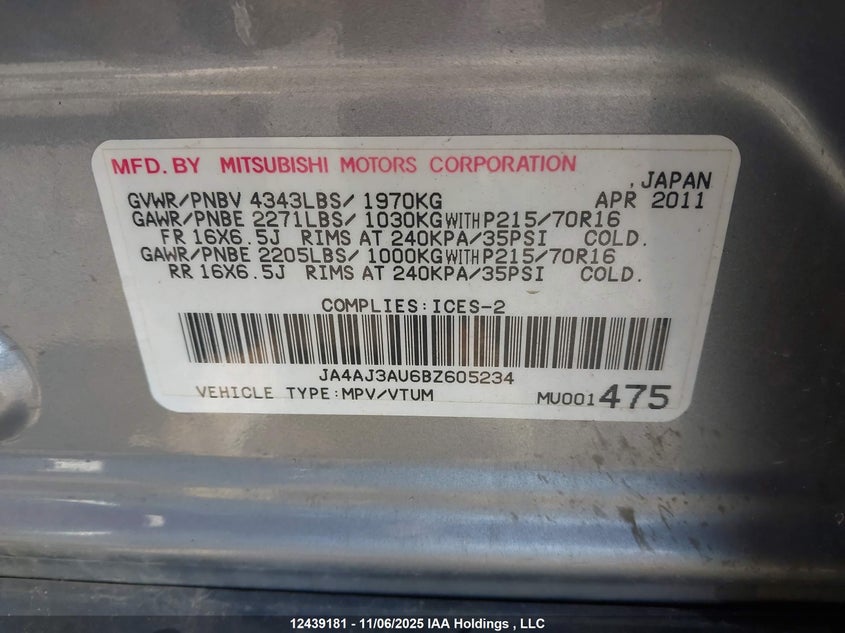 MFD. BY MITSUBISHI MOTORS CORPORATION
,JAPAN
GVWR/PNBV 4343LBS/ 1970KG APR 2011
GAWR/PNBE 2271LBS/ 1030KG WITH P215/70R16
FR 16X6.5J RIMS AT 240KPA/35PSI COLD.
GAWR/PNBE 2205LBS/ 1000KG WITH P215/70R16
RR 16X6.5J RIMS AT 240KPA/35PSI COLD.
COMPLIES:ICES-2
JA4AJ3AU6BZ605234
VEHICLE TYPE:MPV/VTUM MU001475
12439181 - 11/06/2025 IAA Holdings , LLC